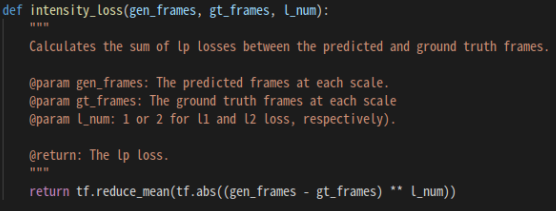 def intensity_loss(gen_frames, gt_frames, l_num):
"""
Calculates the sum of lp losses between the predicted and ground truth frames.
@param gen_frames: The predicted frames at each scale.
@param gt_frames: The ground truth frames at each scale
@param l_num: 1 or 2 for l1 and l2 loss, respectively).
@return: The lp loss.
"""
return tf.reduce_mean(tf.abs((gen_frames - gt_frames) ** l_num))